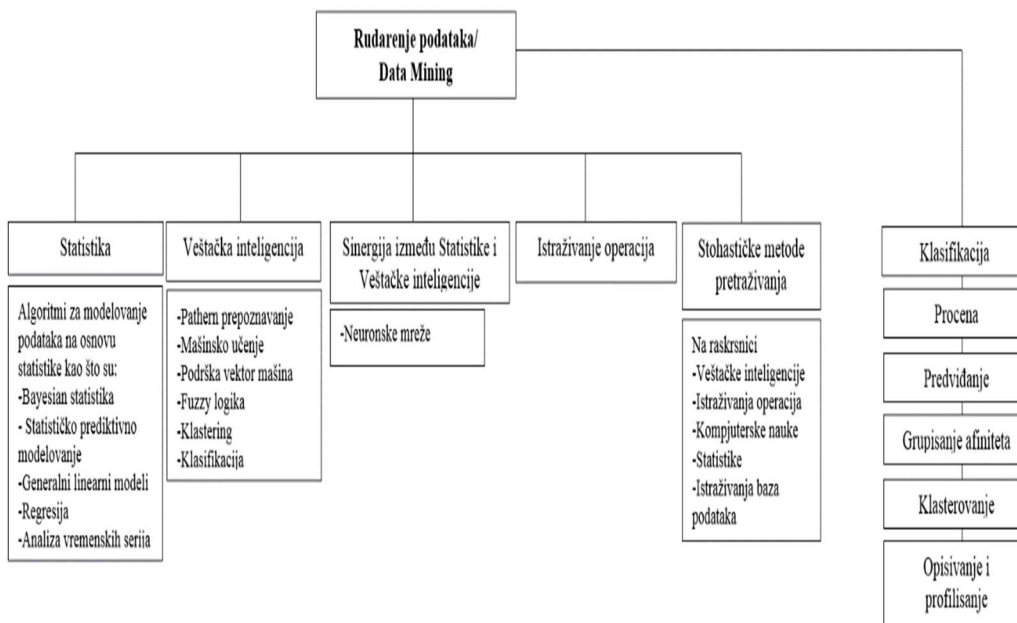 Rudarenje podataka/
Data Mining
Statistika
Algoritmi za modelovanje
podataka na osnovu
statistike kao što su:
-Bayesian statistika
- Statističko prediktivno
modelovanje
-Generalni linearni modeli
-Regresija
-Analiza vremenskih serija
Veštačka inteligencija
-Pathern prepoznavanje
-Mašinsko učenje
-Podrška vektor mašina
-Fuzzy logika
-Klastering
-Klasifikacija
Sinergija između Statistike i
Veštačke inteligencije
-Neuronske mreže
Istraživanje operacija
Stohastičke metode
pretraživanja
Na raskrsnici
-Veštačke inteligencije
-Istraživanja operacija
-Kompjuterske nauke
-Statistike
-Istraživanja baza
podataka
Klasifikacija
Procena
Predviđanje
Grupisanje afiniteta
Klasterovanje
Opisivanje i
profilisanje